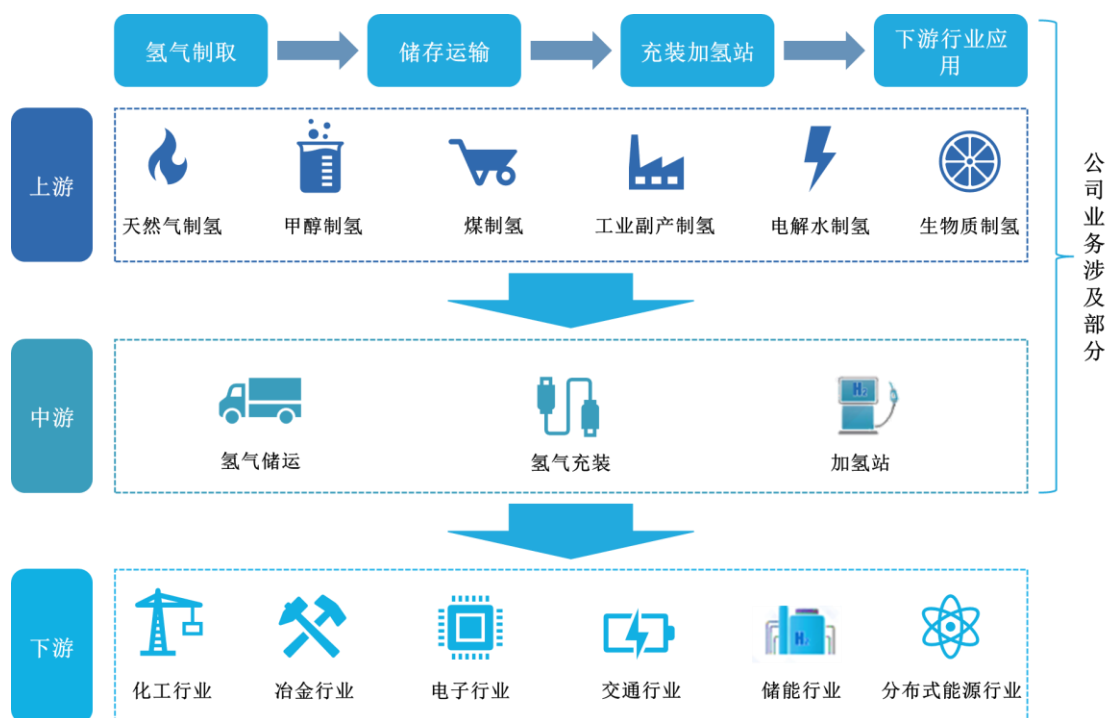 氢气制取
储存运输
充装加氢站
下游行业应
用
上游
天然气制氢
甲醇制氢
煤制氢
工业副产制氢
电解水制氢
生物质制氢
公司业务涉及部分
中游
H₂
氢气储运
氢气充装
加氢站
下游
H₂
化工行业
冶金行业
电子行业
交通行业
储能行业
分布式能源行业